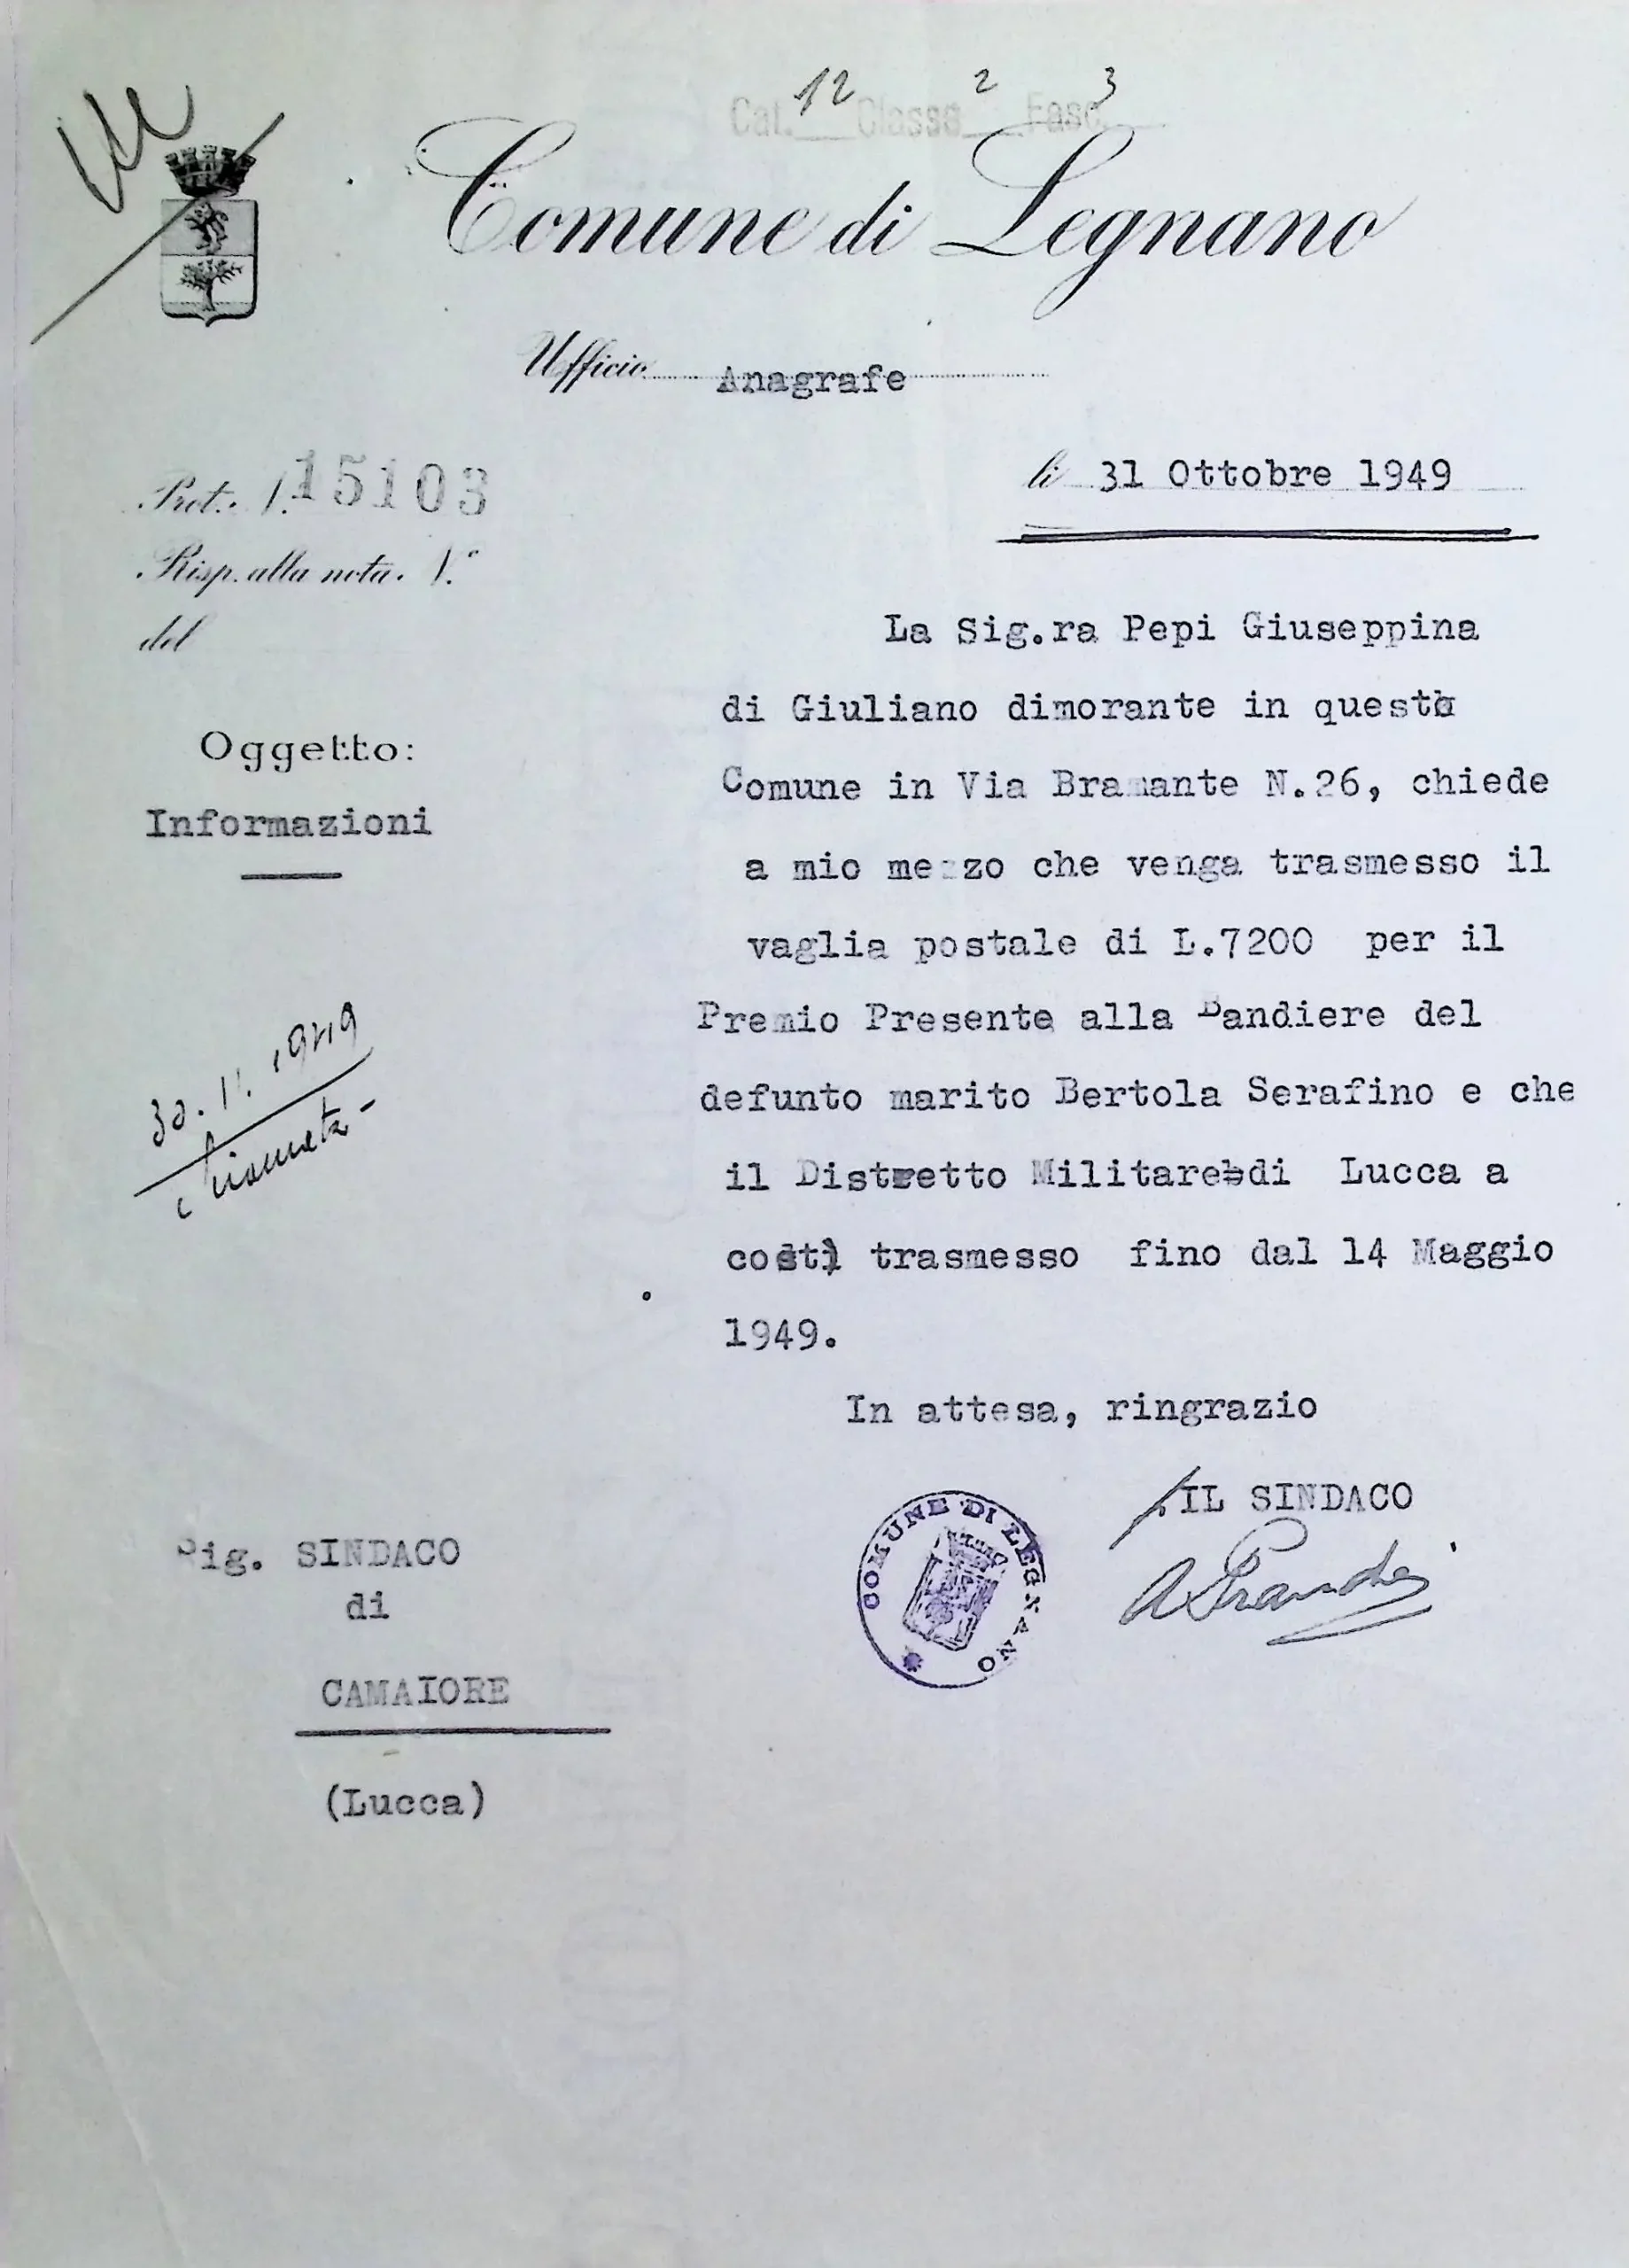 Cat. 12 Classe 2 Fasc. 3
Comune di Legnano
Ufficio Anagrafe
Prot. N. 15103
li 31 Ottobre 1949
Risp. alla nota N.°
del
Oggetto:
Informazioni
La Sig.ra Pepi Giuseppina
di Giuliano dimorante in questo
Comune in Via Bramante N.26, chiede
a mio mezzo che venga trasmesso il
vaglia postale di L.7200 per il
Premio Presente alla Bandiere del
defunto marito Bertola Serafino e che
il Distretto Militare di Lucca a
costì trasmesso fino dal 14 Maggio
1949.
In attesa, ringrazio
30.11.1949
IL SINDACO
COMUNE DI LEGNANO
Sig. SINDACO
di
CAMAIORE
(Lucca)